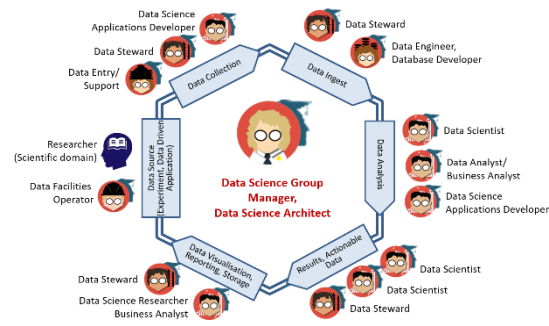 Data Science
Applications Developer
Data Steward
Data Entry/
Support
Data Collection
Data Steward
Data Engineer,
Database Developer
Data Ingest
Data Scientist
Data Analyst/
Business Analyst
Data Science
Applications Developer
Data Analysis
Data Scientist
Data Scientist
Data Steward
Results, Actionable
Data
Data Visualisation,
Reporting, Storage
Data Steward
Data Science Researcher
Business Analyst
Researcher
(Scientific domain)
Data Facilities
Operator
Data Source
(Experiment, Data Driven
Application)
Data Science Group
Manager,
Data Science Architect